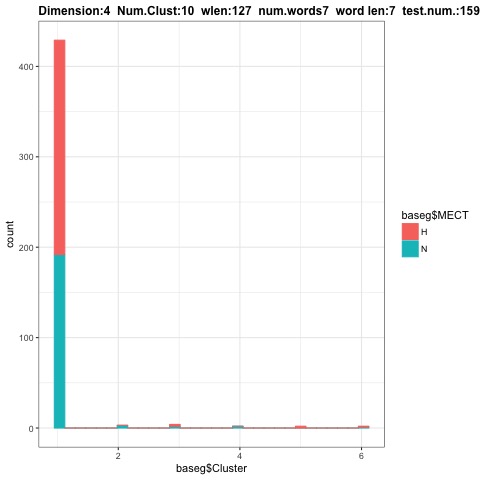 Dimension:4  Num.Clust:10  wlen:127  num.words7  word len:7  test.num.:159
400
300
200
100
0
count
2
4
6
baseg$Cluster
baseg$MECT
H
N